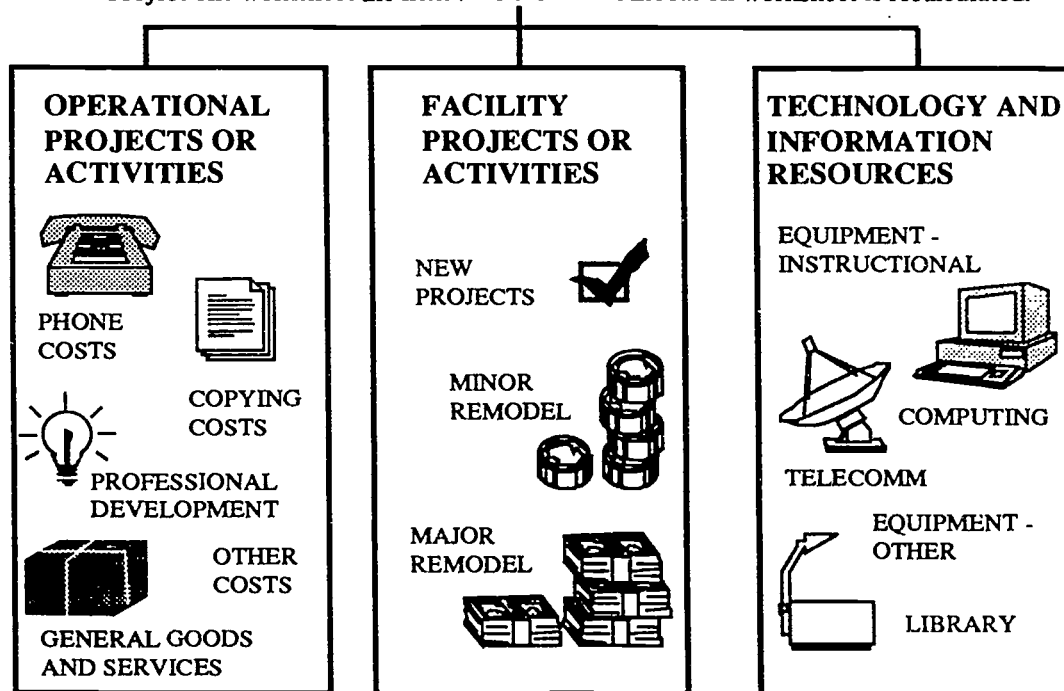 OPERATIONAL
PROJECTS OR
ACTIVITIES
PHONE
COSTS
COPYING
COSTS
PROFESSIONAL
DEVELOPMENT
OTHER
COSTS
GENERAL GOODS
AND SERVICES
FACILITY
PROJECTS OR
ACTIVITIES
NEW
PROJECTS
MINOR
REMODEL
MAJOR
REMODEL
TECHNOLOGY AND
INFORMATION
RESOURCES
EQUIPMENT -
INSTRUCTIONAL
COMPUTING
TELECOMM
EQUIPMENT -
OTHER
LIBRARY